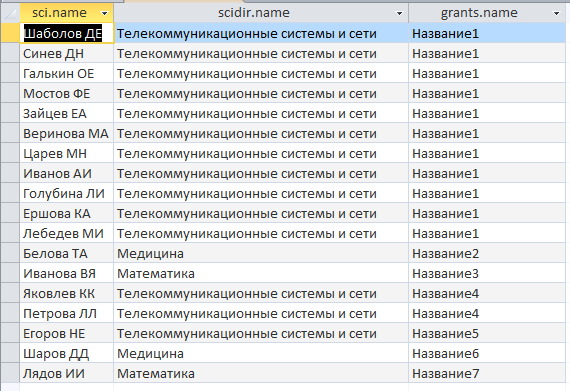 sci.name scidir.name grants.name
Шаболов ДЕ Телекоммуникационные системы и сети Название1
Синев ДН Телекоммуникационные системы и сети Название1
Галькин ОЕ Телекоммуникационные системы и сети Название1
Мостов ФЕ Телекоммуникационные системы и сети Название1
Зайцев ЕА Телекоммуникационные системы и сети Название1
Веринова МА Телекоммуникационные системы и сети Название1
Царев МН Телекоммуникационные системы и сети Название1
Иванов АИ Телекоммуникационные системы и сети Название1
Голубина ЛИ Телекоммуникационные системы и сети Название1
Ершова КА Телекоммуникационные системы и сети Название1
Лебедев МИ Телекоммуникационные системы и сети Название1
Белова ТА Медицина Название2
Иванова ВЯ Математика Название3
Яковлев КК Телекоммуникационные системы и сети Название4
Петрова ЛЛ Телекоммуникационные системы и сети Название4
Егоров НЕ Телекоммуникационные системы и сети Название5
Шаров ДД Медицина Название6
Лядов ИИ Математика Название7